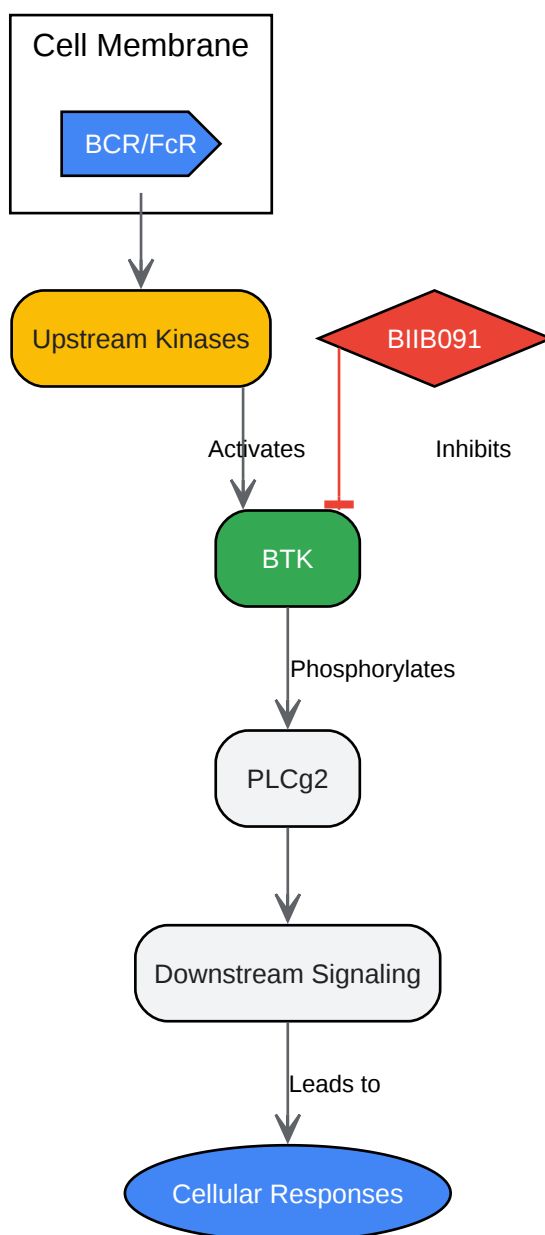 Cell Membrane
BCR/FcR
Upstream Kinases
BIIB091
Activates
Inhibits
BTK
Phosphorylates
PLCg2
Downstream Signaling
Leads to
Cellular Responses